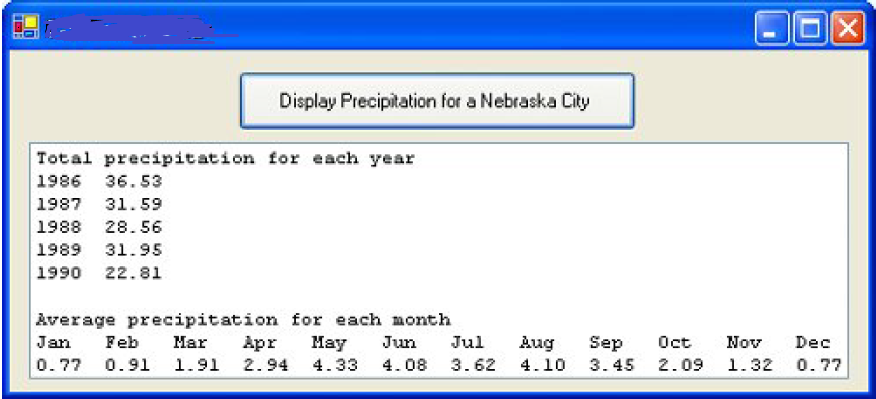 Display Precipitation for a Nebraska City
Total precipitation for each year
1986 36.53
1987 31.59
1988 28.56
1989 31.95
1990 22.81
Average precipitation for each month
Jan Feb Mar Apr May Jun Jul Aug Sep Oct Nov Dec
0.77 0.91 1.91 2.94 4.33 4.08 3.62 4.10 3.45 2.09 1.32 0.77